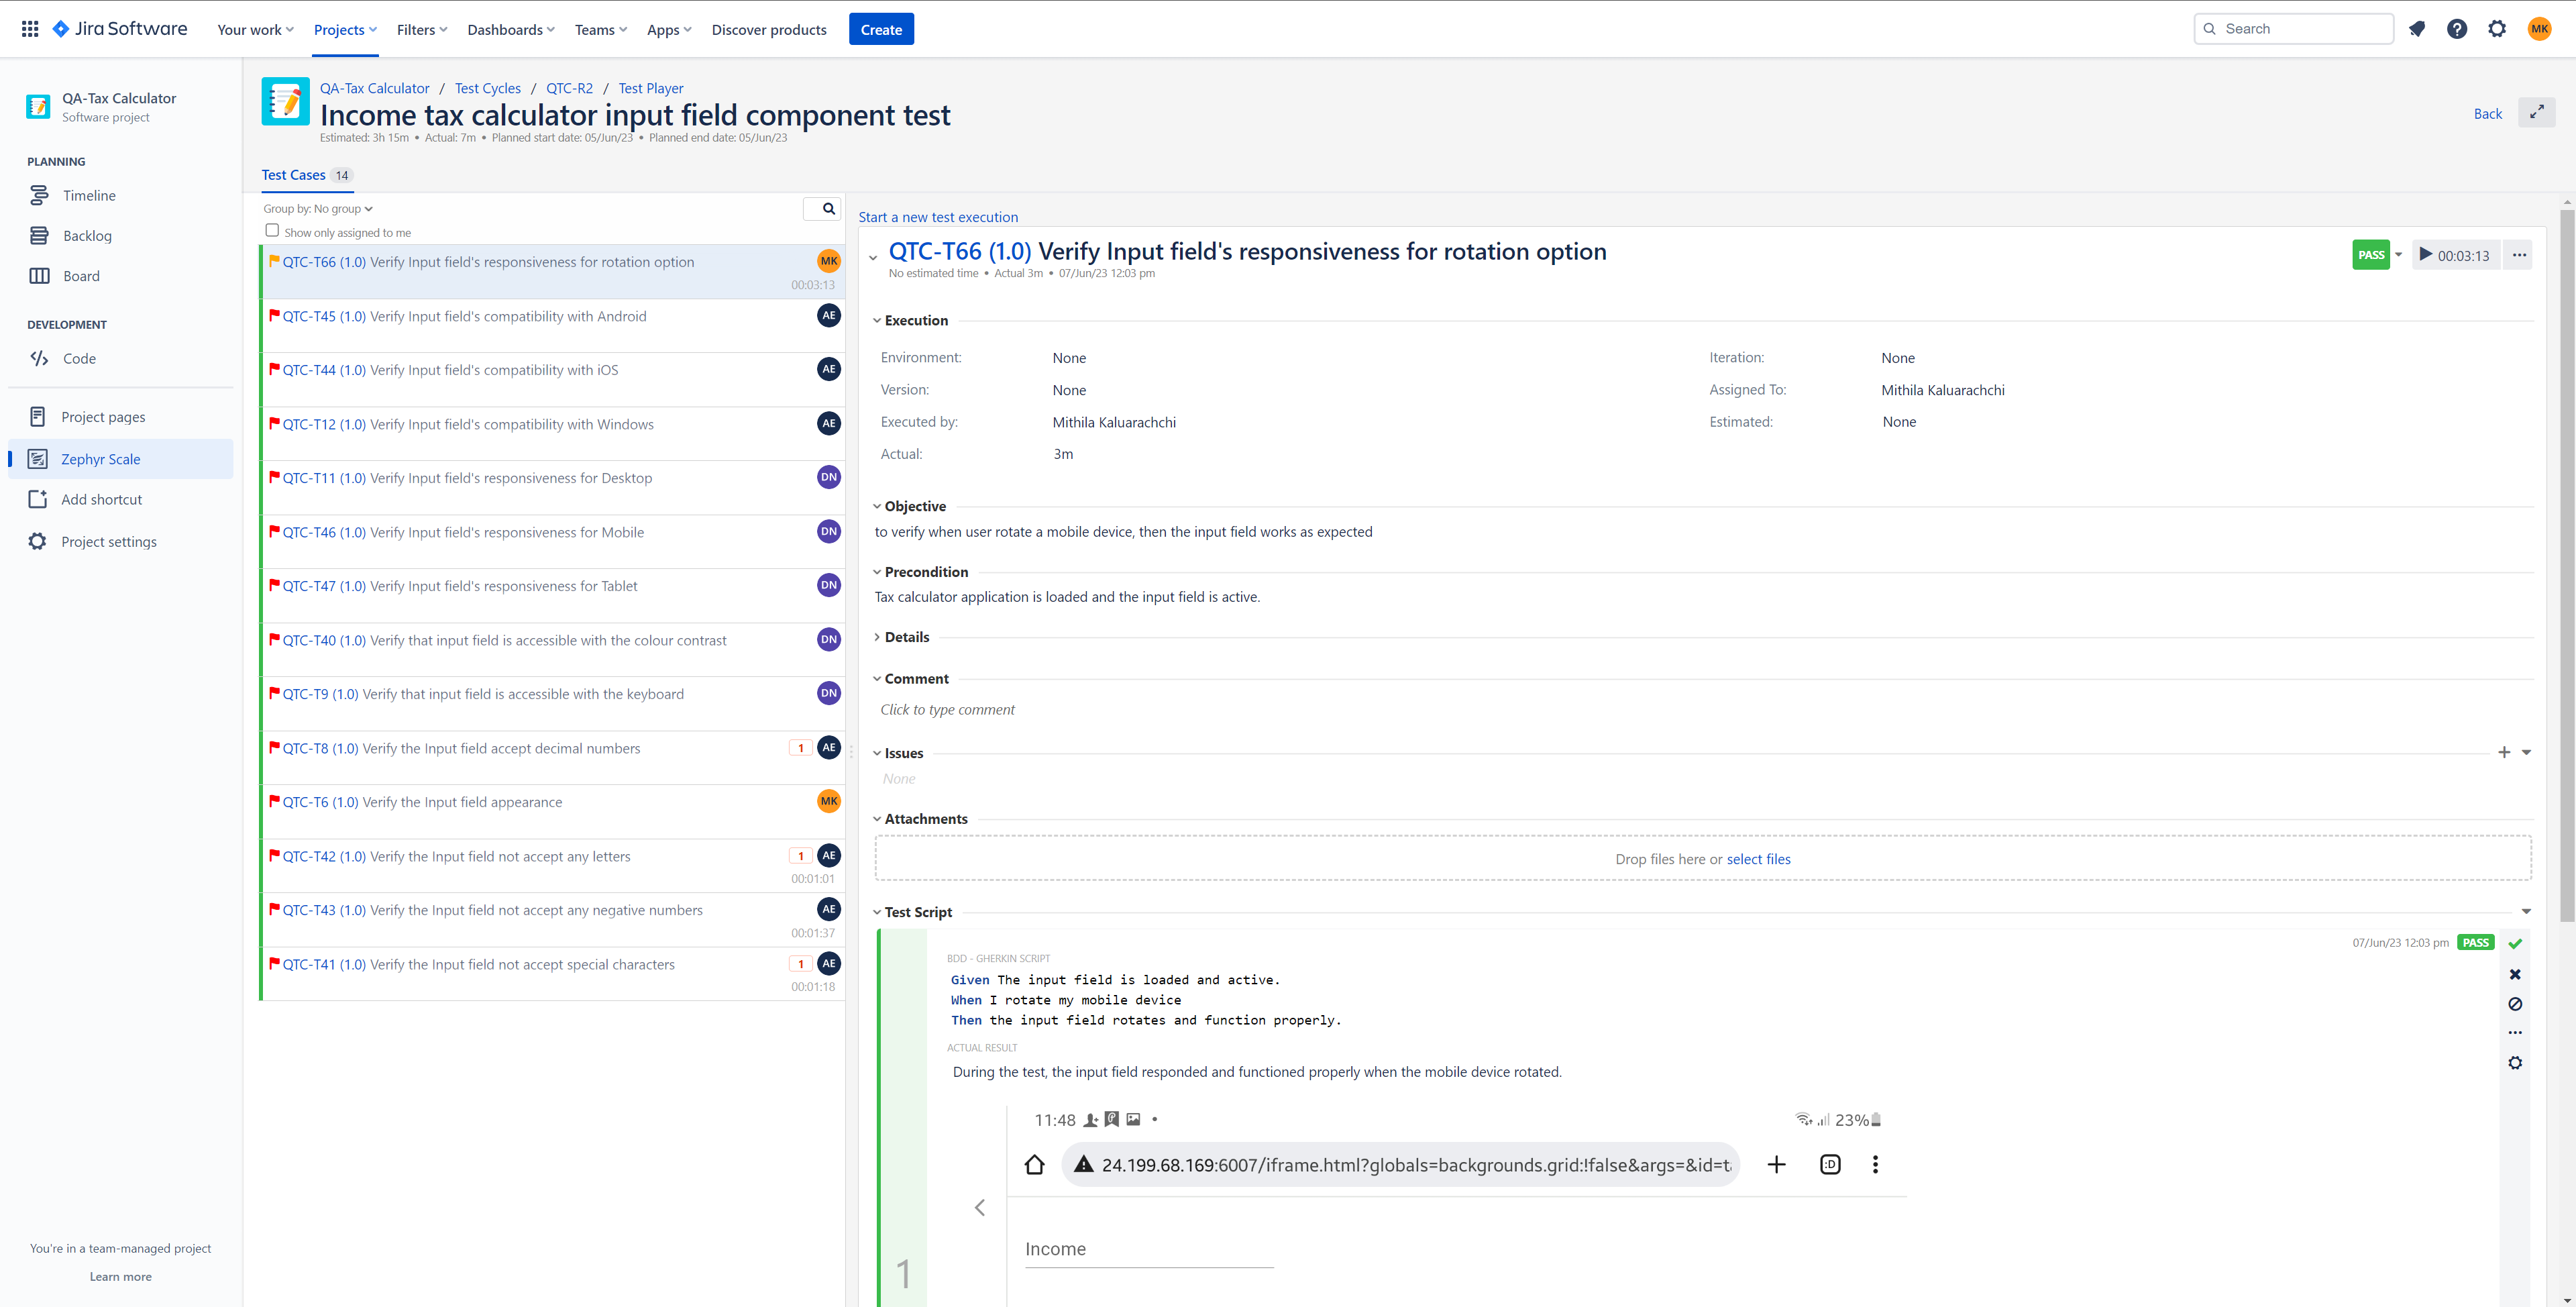 Jira Software
Your work
Projects
Filters
Dashboards
Teams
Apps
Discover products
Create
Search
MK
QA-Tax Calculator
Software project
PLANNING
Timeline
Backlog
Board
DEVELOPMENT
Code
Project pages
Zephyr Scale
Add shortcut
Project settings
You're in a team-managed project
Learn more
QA-Tax Calculator / Test Cycles / QTC-R2 / Test Player
Income tax calculator input field component test
Estimated: 3h 15m • Actual: 7m • Planned start date: 05/Jun/23 • Planned end date: 05/Jun/23
Back
Test Cases 14
Group by: No group
Show only assigned to me
QTC-T66 (1.0) Verify Input field's responsiveness for rotation option MK
00:03:13
QTC-T45 (1.0) Verify Input field's compatibility with Android AE
QTC-T44 (1.0) Verify Input field's compatibility with iOS AE
QTC-T12 (1.0) Verify Input field's compatibility with Windows AE
QTC-T11 (1.0) Verify Input field's responsiveness for Desktop DN
QTC-T46 (1.0) Verify Input field's responsiveness for Mobile DN
QTC-T47 (1.0) Verify Input field's responsiveness for Tablet DN
QTC-T40 (1.0) Verify that input field is accessible with the colour contrast DN
QTC-T9 (1.0) Verify that input field is accessible with the keyboard DN
QTC-T8 (1.0) Verify the Input field accept decimal numbers 1 AE
QTC-T6 (1.0) Verify the Input field appearance MK
QTC-T42 (1.0) Verify the Input field not accept any letters 1 AE
00:01:01
QTC-T43 (1.0) Verify the Input field not accept any negative numbers AE
00:01:37
QTC-T41 (1.0) Verify the Input field not accept special characters 1 AE
00:01:18
Start a new test execution
QTC-T66 (1.0) Verify Input field's responsiveness for rotation option
No estimated time • Actual 3m • 07/Jun/23 12:03 pm
PASS
00:03:13
Execution
Environment: None
Iteration: None
Version: None
Assigned To: Mithila Kaluarachchi
Executed by: Mithila Kaluarachchi
Estimated: None
Actual: 3m
Objective
to verify when user rotate a mobile device, then the input field works as expected
Precondition
Tax calculator application is loaded and the input field is active.
Details
Comment
Click to type comment
Issues
None
Attachments
Drop files here or select files
Test Script
07/Jun/23 12:03 pm PASS
BDD - GHERKIN SCRIPT
Given The input field is loaded and active.
When I rotate my mobile device
Then the input field rotates and function properly.
ACTUAL RESULT
During the test, the input field responded and functioned properly when the mobile device rotated.
11:48
23%
24.199.68.169:6007/iframe.html?globals=backgrounds.grid:!false&args=&id=t
:D
Income
1